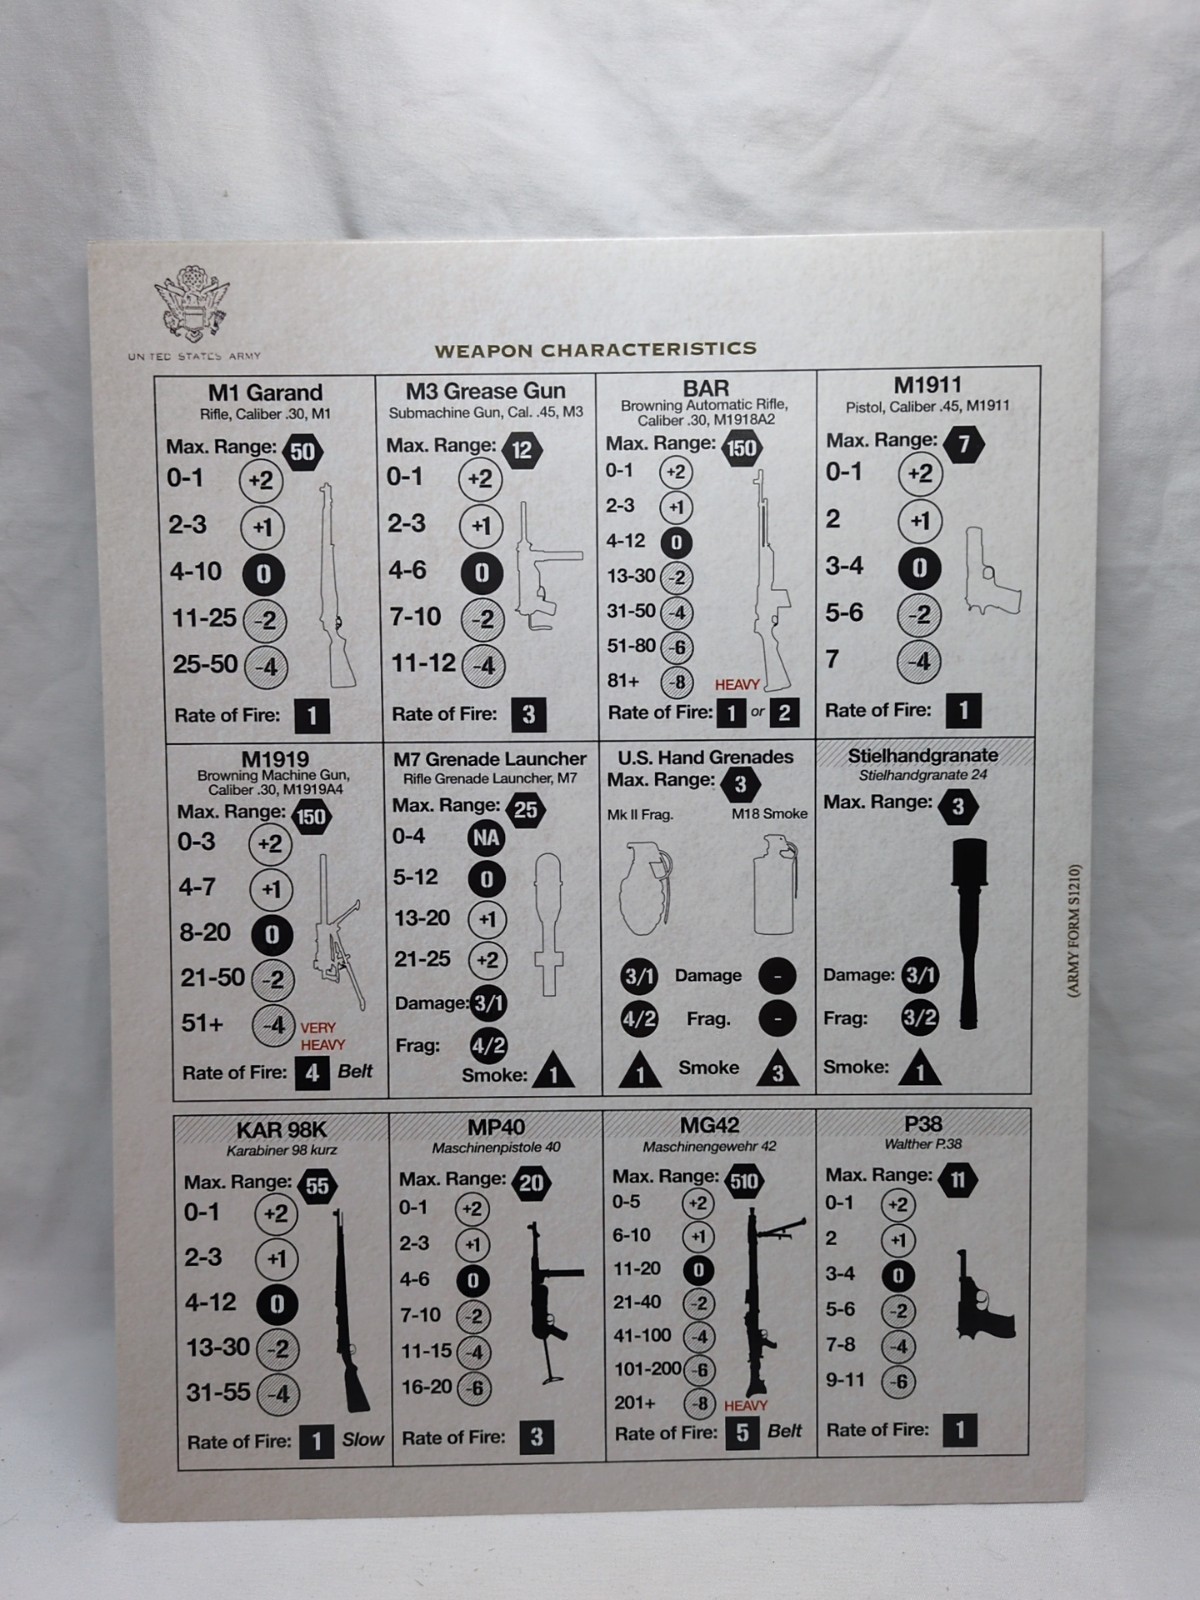 UNITED STATES ARMY
WEAPON CHARACTERISTICS
M1 Garand
Rifle, Caliber .30, M1
Max. Range: 50
0-1 +2
2-3 +1
4-10 0
11-25 -2
25-50 -4
Rate of Fire: 1
M3 Grease Gun
Submachine Gun, Cal. .45, M3
Max. Range: 12
0-1 +2
2-3 +1
4-6 0
7-10 -2
11-12 -4
Rate of Fire: 3
BAR
Browning Automatic Rifle,
Caliber .30, M1918A2
Max. Range: 150
0-1 +2
2-3 +1
4-12 0
13-30 -2
31-50 -4
51-80 -6
81+ -8 HEAVY
Rate of Fire: 1 or 2
M1911
Pistol, Caliber .45, M1911
Max. Range: 7
0-1 +2
2 +1
3-4 0
5-6 -2
7 -4
Rate of Fire: 1
M1919
Browning Machine Gun,
Caliber .30, M1919A4
Max. Range: 150
0-3 +2
4-7 +1
8-20 0
21-50 -2
51+ -4 VERY
HEAVY
Rate of Fire: 4 Belt
M7 Grenade Launcher
Rifle Grenade Launcher, M7
Max. Range: 25
0-4 NA
5-12 0
13-20 +1
21-25 +2
Damage: 3/1
Frag: 4/2
Smoke: 1
U.S. Hand Grenades
Max. Range: 3
Mk II Frag. M18 Smoke
3/1 Damage -
4/2 Frag. -
1 Smoke 3
Stielhandgranate
Stielhandgranate 24
Max. Range: 3
Damage: 3/1
Frag: 3/2
Smoke: 1
(ARMY FORM S1210)
KAR 98K
Karabiner 98 kurz
Max. Range: 55
0-1 +2
2-3 +1
4-12 0
13-30 -2
31-55 -4
Rate of Fire: 1 Slow
MP40
Maschinenpistole 40
Max. Range: 20
0-1 +2
2-3 +1
4-6 0
7-10 -2
11-15 -4
16-20 -6
Rate of Fire: 3
MG42
Maschinengewehr 42
Max. Range: 510
0-5 +2
6-10 +1
11-20 0
21-40 -2
41-100 -4
101-200 -6
201+ -8 HEAVY
Rate of Fire: 5 Belt
P38
Walther P.38
Max. Range: 11
0-1 +2
2 +1
3-4 0
5-6 -2
7-8 -4
9-11 -6
Rate of Fire: 1